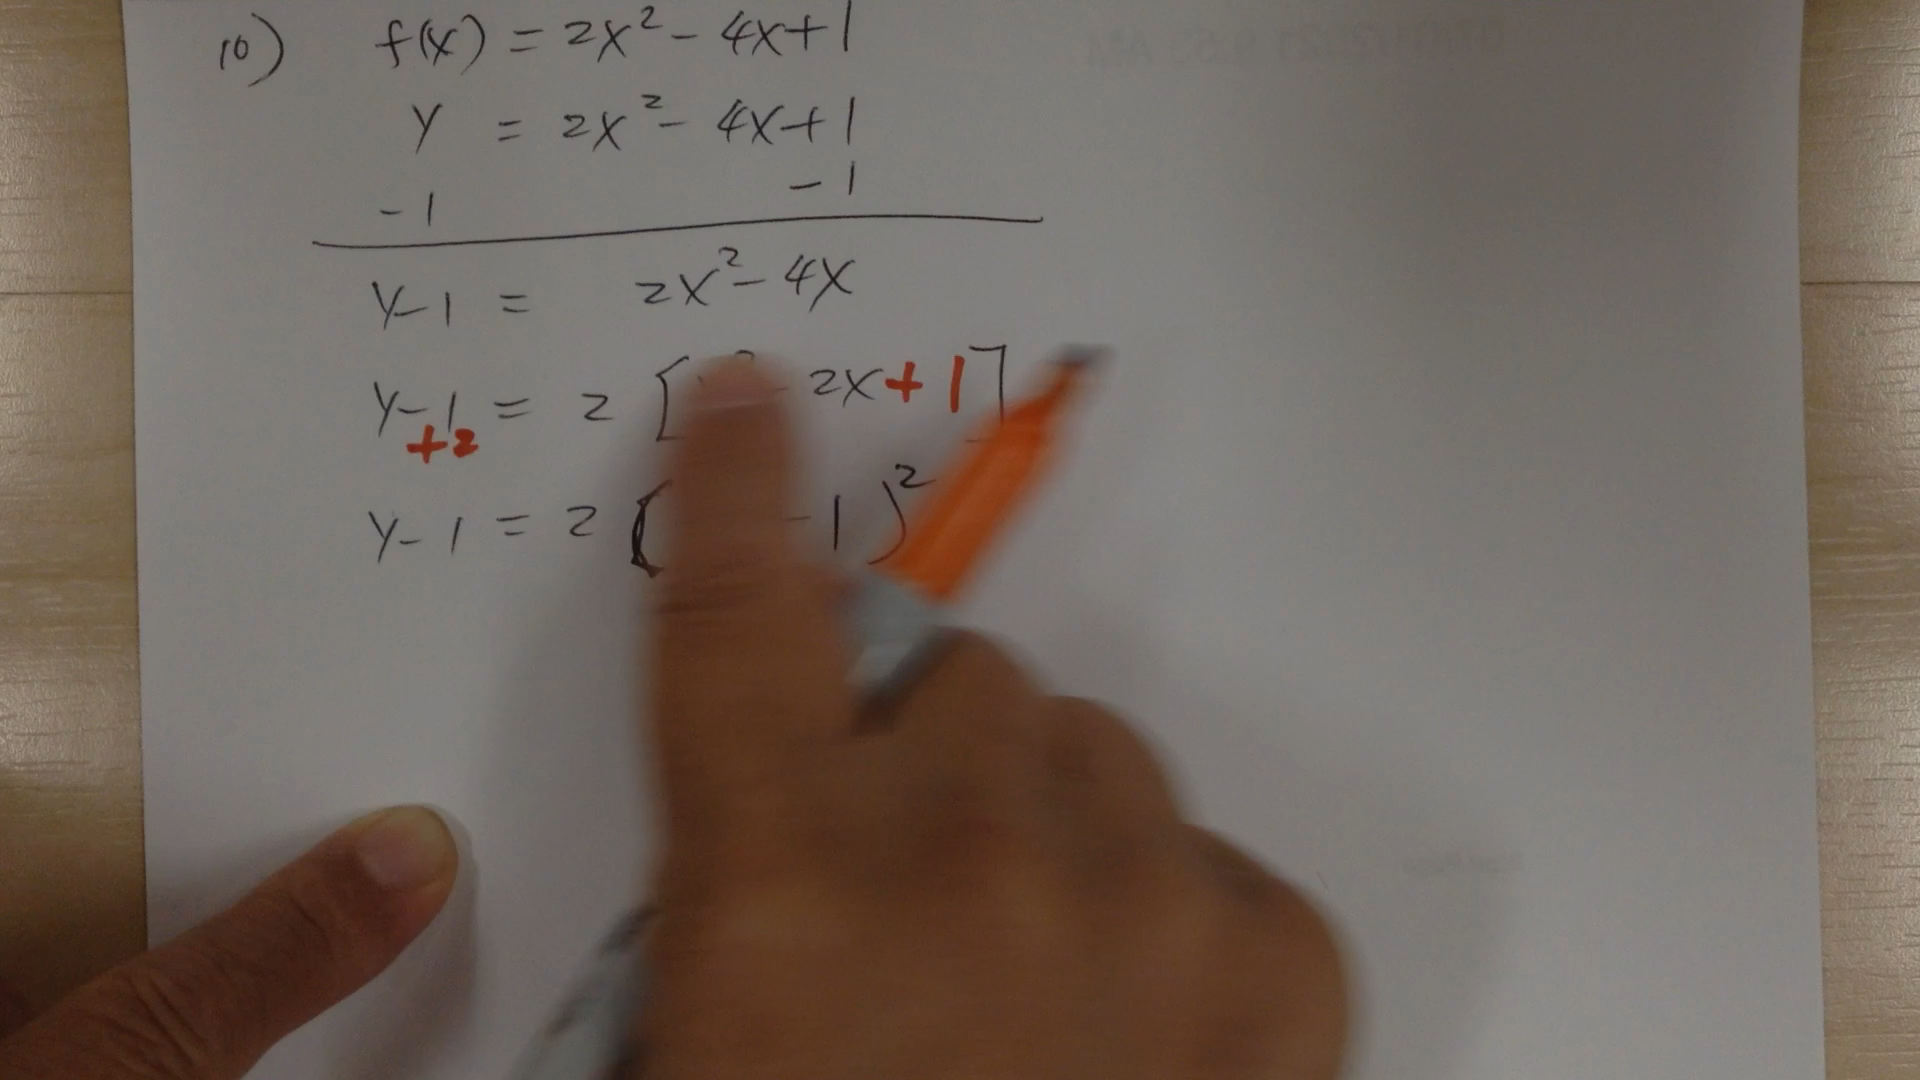 10) f(x) = 2x² - 4x + 1
y = 2x² - 4x + 1
-1 -1
y-1 = 2x² - 4x
y-1 = 2 [ 2x + 1]
+2
y-1 = 2 ( -1 )²